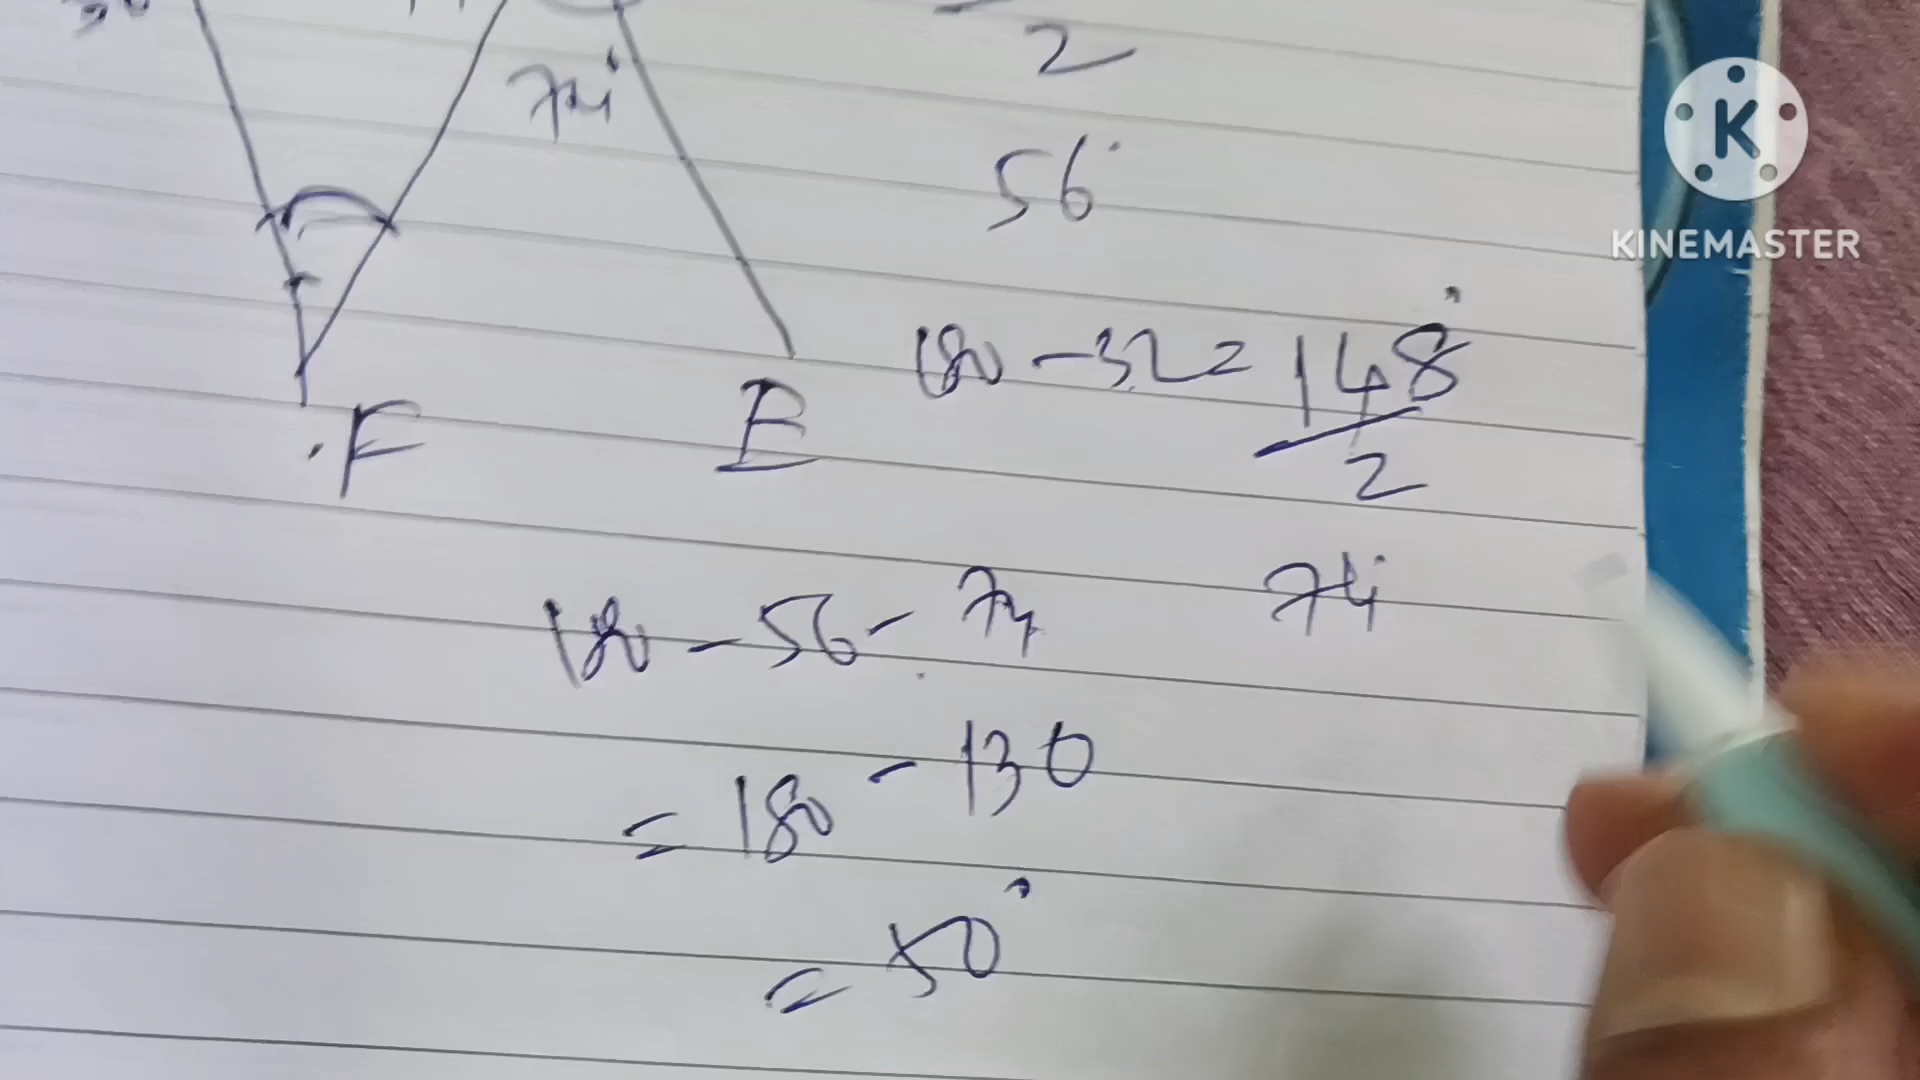 2
74°
56°
K
KINEMASTER
180 - 32 = 148°
2
F
E
74°
180 - 56 - 74
= 180 - 130
= 50°